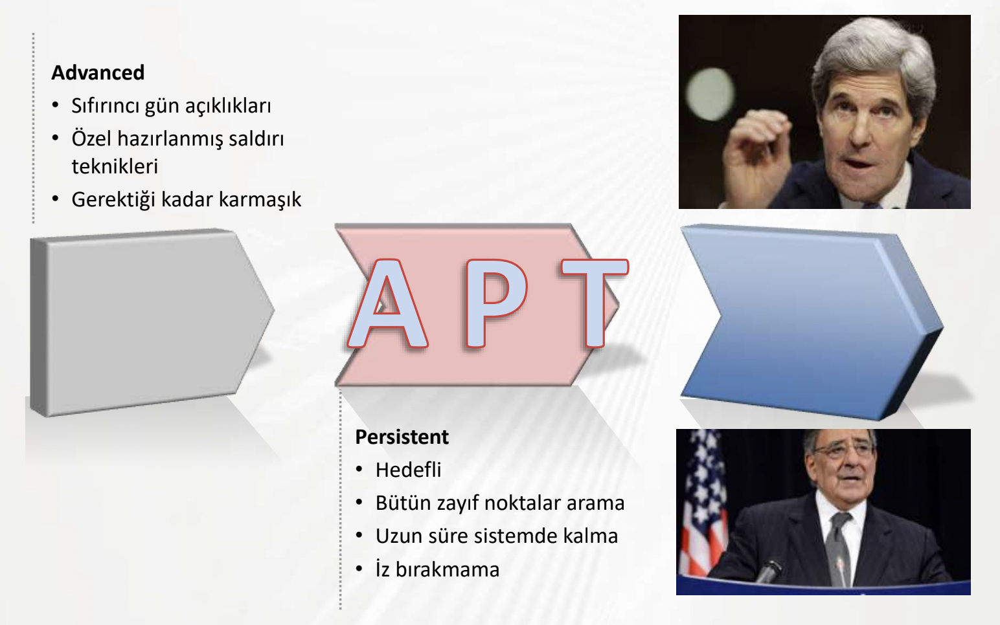 Advanced
• Sıfırıncı gün açıklıkları
• Özel hazırlanmış saldırı
teknikleri
• Gerektiği kadar karmaşık
A P T
Persistent
• Hedefli
• Bütün zayıf noktalar arama
• Uzun süre sistemde kalma
• İz bırakmama